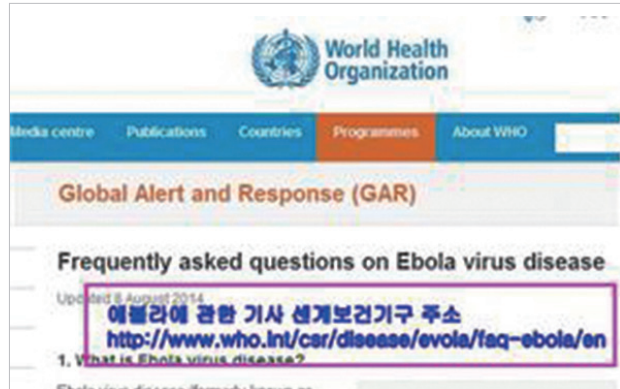 World Health
Organization
Media centre Publications Countries Programmes About WHO
Global Alert and Response (GAR)
Frequently asked questions on Ebola virus disease
Updated 8 August 2014
에볼라에 관한 기사 센계보건기구 주소
http://www.who.int/csr/disease/evola/faq-ebola/en
1. What is Ebola virus disease?